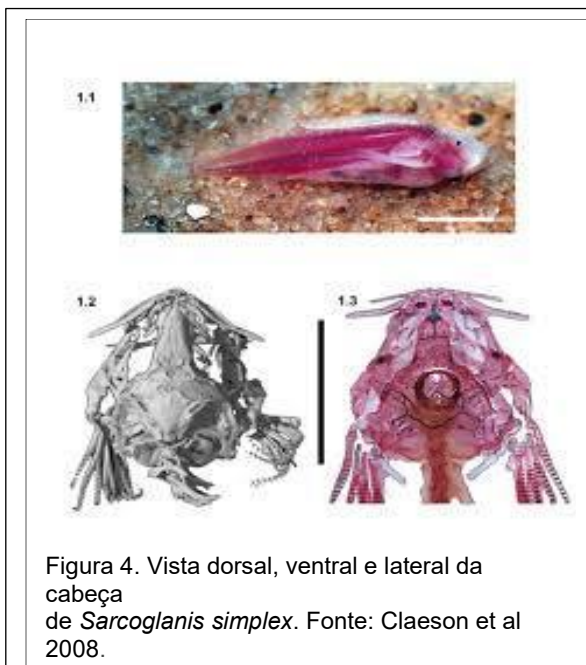 1.1
1.2
1.3
Figura 4. Vista dorsal, ventral e lateral da
cabeça
de Sarcoglanis simplex. Fonte: Claeson et al
2008.